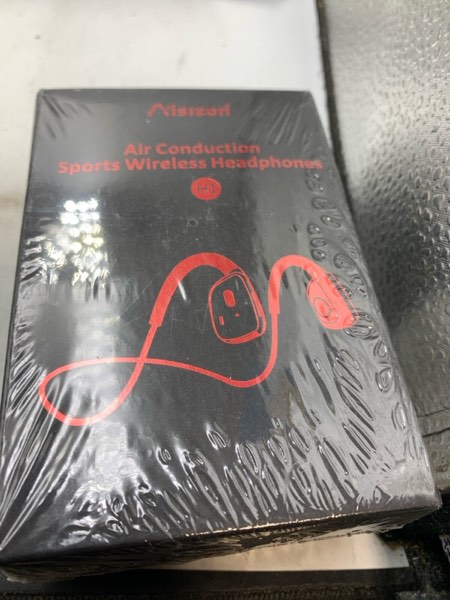 Aisizon
Air Conduction
Sports Wireless Headphones